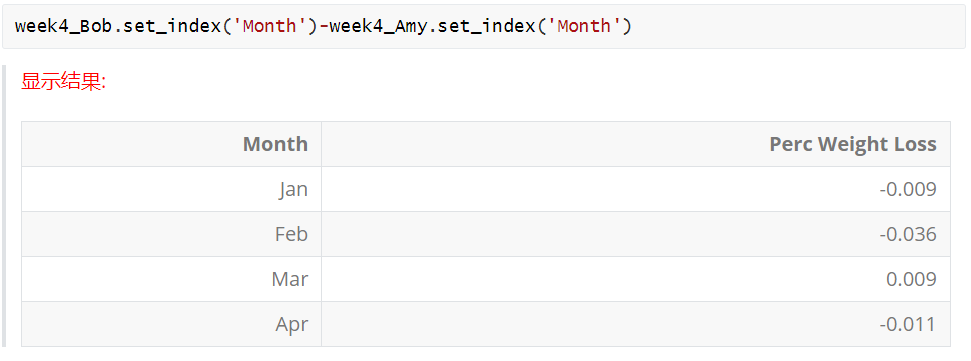 week4_Bob.set_index('Month')-week4_Amy.set_index('Month')
显示结果:
Month Perc Weight Loss
Jan -0.009
Feb -0.036
Mar 0.009
Apr -0.011